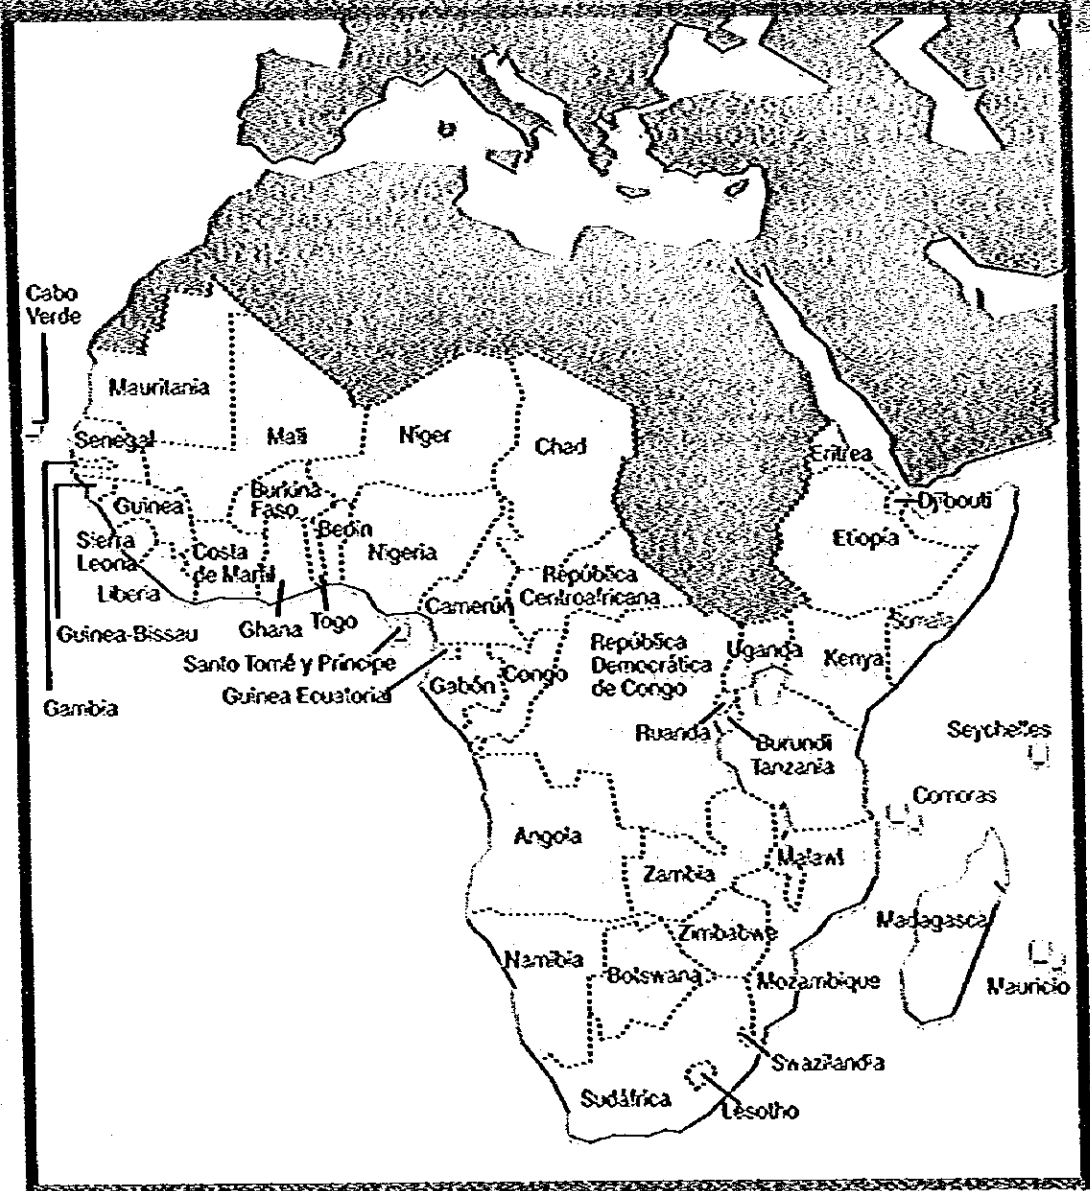 Cabo
Verde
Mauritania
Senegal
Malí
Níger
Chad
Eritrea
Djibouti
Burkina
Faso
Guinea
Benín
Etiopía
Sierra
Leona
Costa
de Marfil
Nigeria
Liberia
República
Centroafricana
Camerún
Somalia
Guinea-Bissau
Ghana
Togo
República
Democrática
de Congo
Uganda
Kenya
Santo Tomé y Príncipe
Guinea Ecuatorial
Gabón
Congo
Gambia
Ruanda
Burundi
Tanzanía
Seychelles
Comoras
Angola
Zambia
Malawi
Madagascar
Zimbabwe
Namibia
Botswana
Mozambique
Mauricio
Swazilandia
Sudáfrica
Lesotho